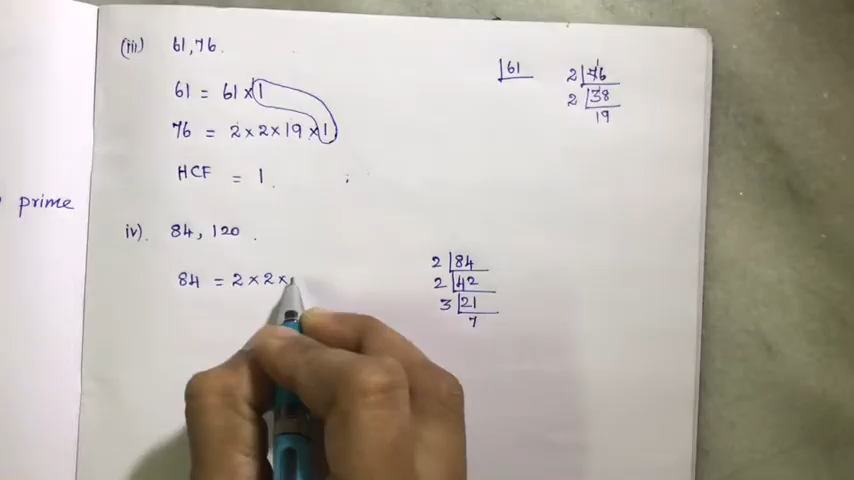 (iii) 61,76.
61 = 61 × 1
76 = 2 × 2 × 19 × 1
HCF = 1.
prime
iv). 84, 120.
84 = 2 × 2 ×
61
2 76
2 38
19
2 84
2 42
3 21
7